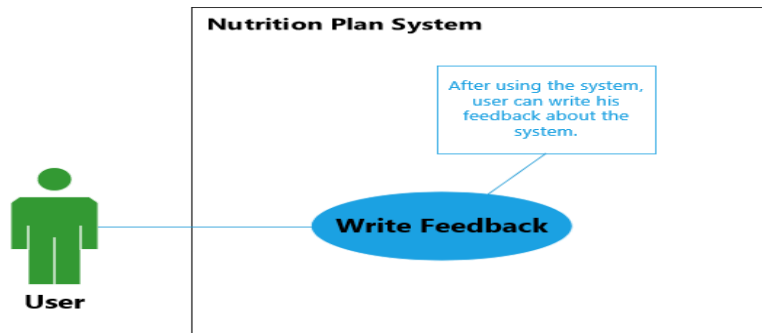 Nutrition Plan System
After using the system,
user can write his
feedback about the
system.
Write Feedback
User